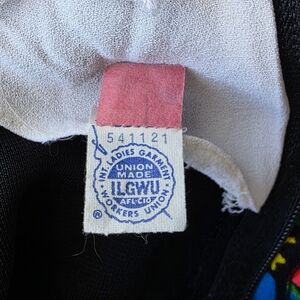 541121
INT. LADIES GARMENT
UNION
MADE
ILGWU
AFL-CIO
WORKERS UNION
®